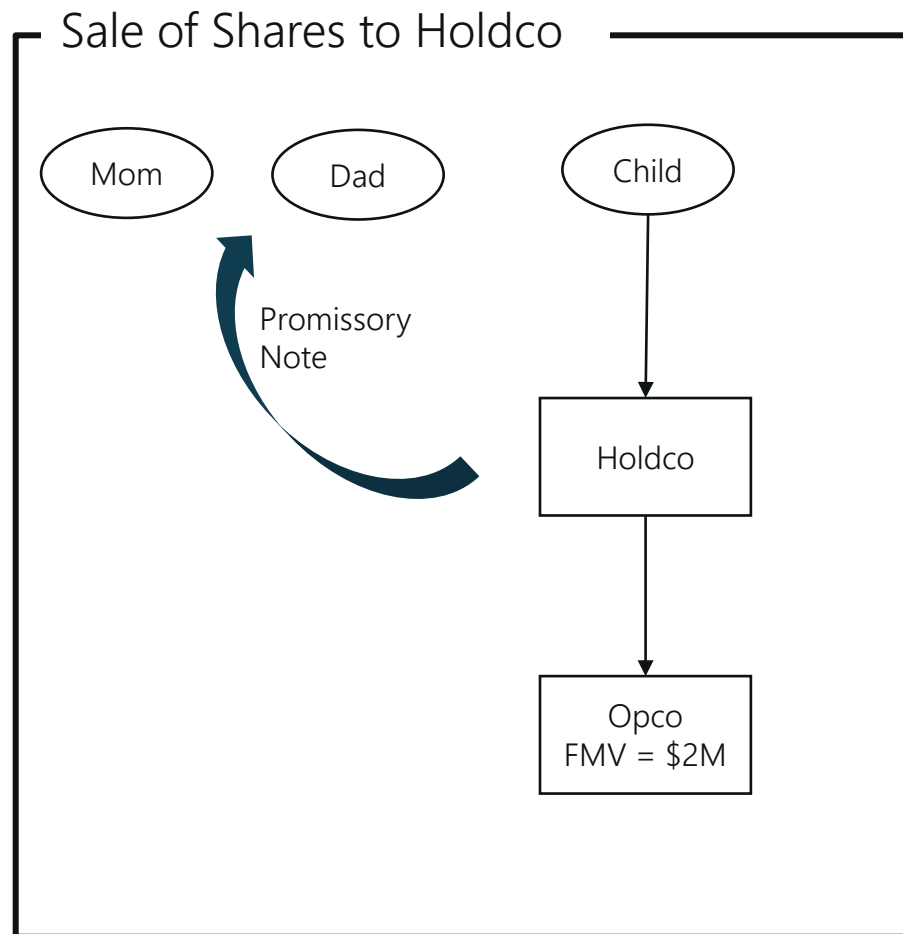 Sale of Shares to Holdco
Mom
Dad
Child
Promissory
Note
Holdco
Opco
FMV = $2M